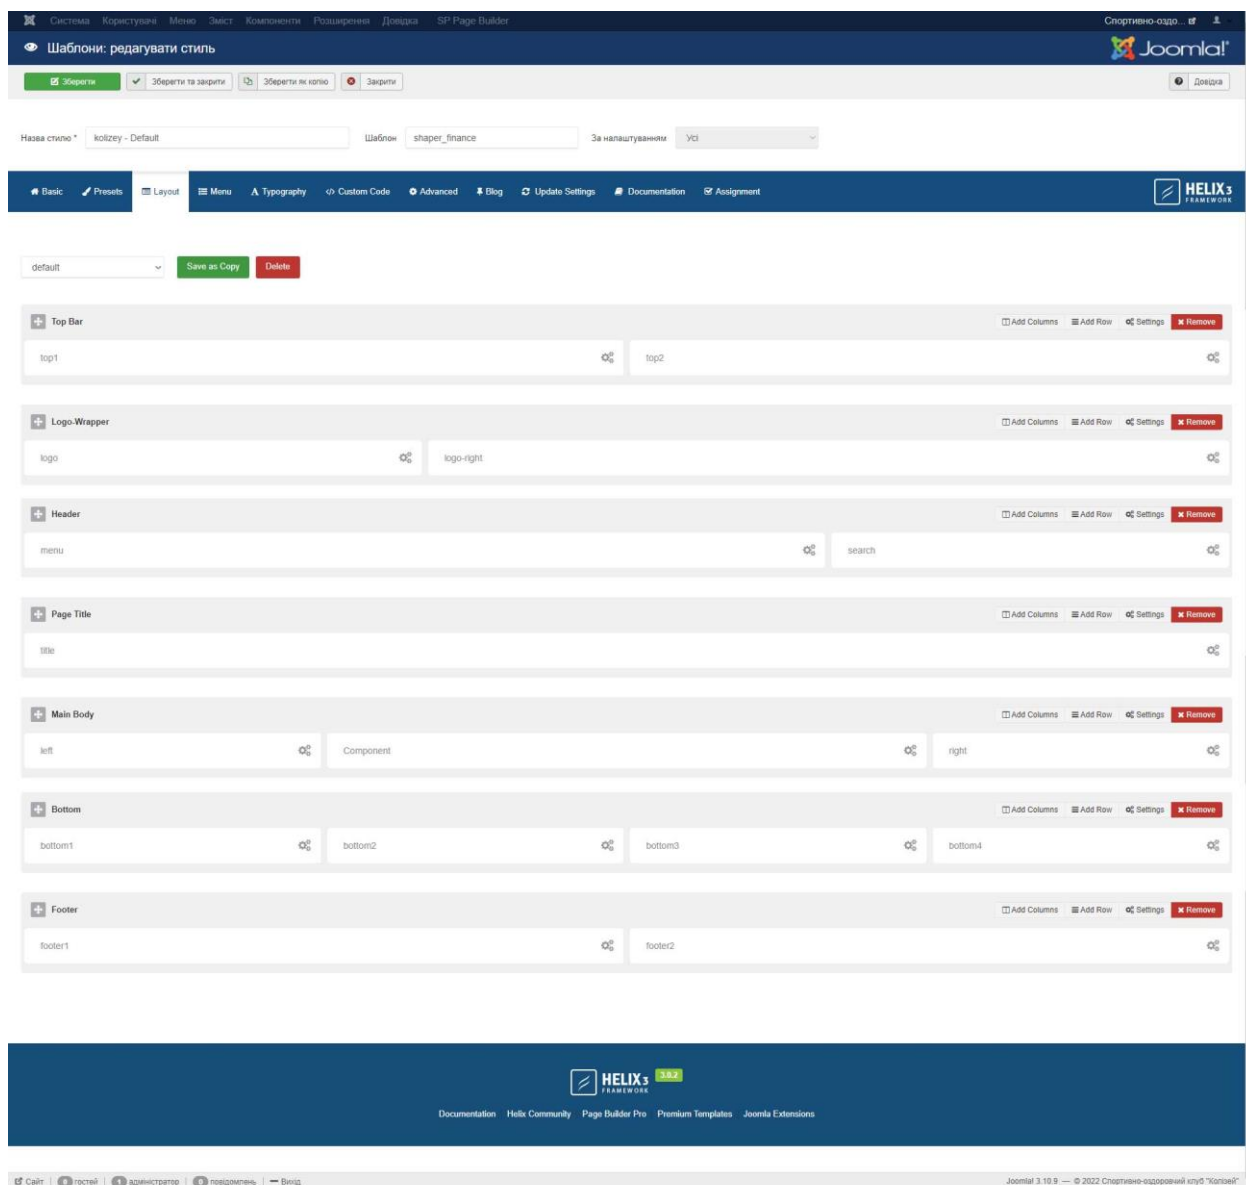 Система Користувачі Меню Зміст Компоненти Розширення Довідка SP Page Builder Спортивно-оздо...
Шаблони: редагувати стиль Joomla!
Зберегти Зберегти та закрити Зберегти як копію Закрити Довідка
Назва стилю * kolizey - Default Шаблон shaper_finance За налаштуванням Усі
Basic Presets Layout Menu Typography Custom Code Advanced Blog Update Settings Documentation Assignment HELIX3 FRAMEWORK
default Save as Copy Delete
Top Bar Add Columns Add Row Settings Remove
top1 top2
Logo-Wrapper Add Columns Add Row Settings Remove
logo logo-right
Header Add Columns Add Row Settings Remove
menu search
Page Title Add Columns Add Row Settings Remove
title
Main Body Add Columns Add Row Settings Remove
left Component right
Bottom Add Columns Add Row Settings Remove
bottom1 bottom2 bottom3 bottom4
Footer Add Columns Add Row Settings Remove
footer1 footer2
HELIX3 FRAMEWORK 3.0.2
Documentation Helix Community Page Builder Pro Premium Templates Joomla Extensions
Сайт 0 гостей 1 адміністратор 0 повідомлень Вихід Joomla! 3.10.9 — © 2022 Спортивно-оздоровчий клуб "Колізей"